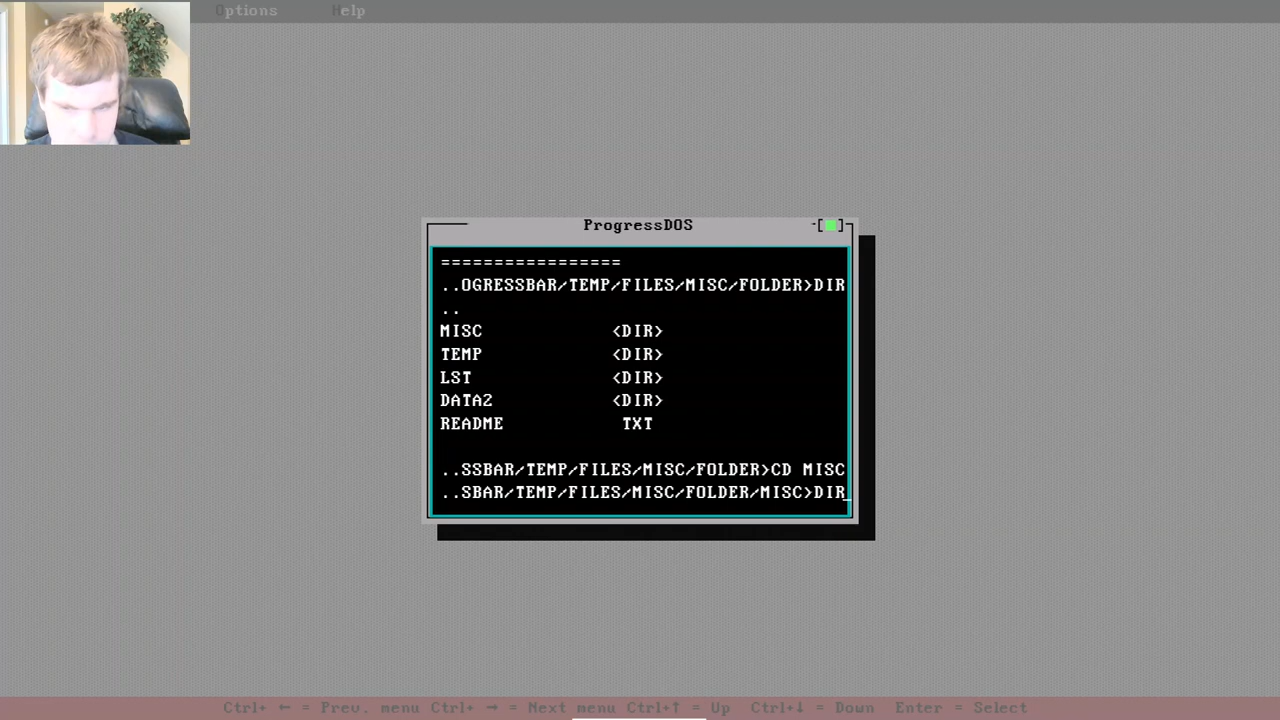 Options Help
ProgressDOS
-[■]
=================
..OGRESSBAR/TEMP/FILES/MISC/FOLDER>DIR
..
MISC <DIR>
TEMP <DIR>
LST <DIR>
DATA2 <DIR>
README TXT
..SSBAR/TEMP/FILES/MISC/FOLDER>CD MISC
..SBAR/TEMP/FILES/MISC/FOLDER/MISC>DIR_
Ctrl+ ← = Prev. menu Ctrl+ → = Next menu Ctrl+↑ = Up Ctrl+↓ = Down Enter = Select